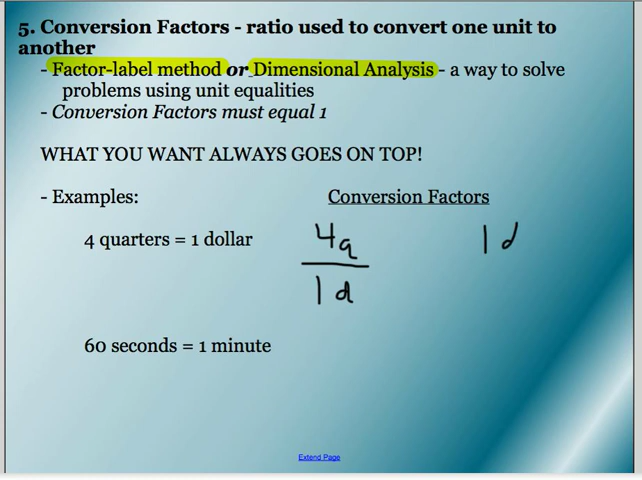 5. Conversion Factors - ratio used to convert one unit to
another
- Factor-label method or Dimensional Analysis - a way to solve
problems using unit equalities
- Conversion Factors must equal 1
WHAT YOU WANT ALWAYS GOES ON TOP!
- Examples: Conversion Factors
4 quarters = 1 dollar 4q 1d
1d
60 seconds = 1 minute
Extend Page